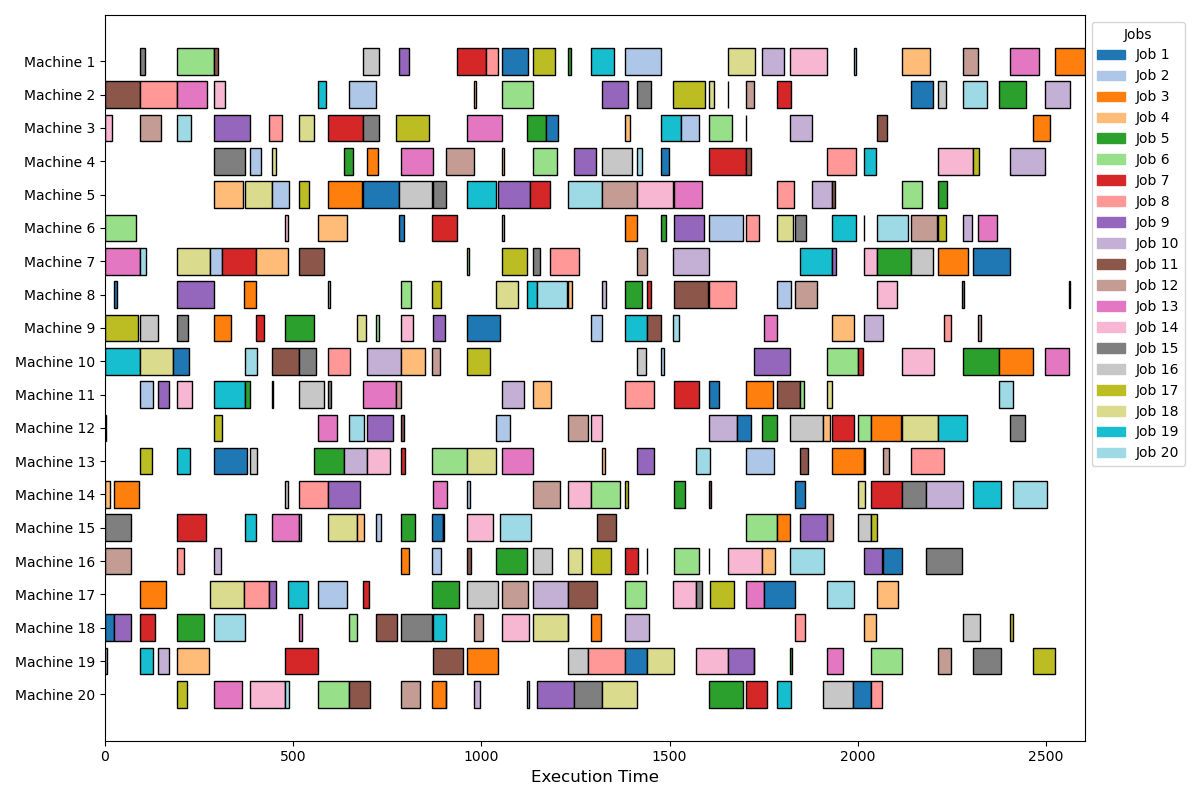 Machine 1
Machine 2
Machine 3
Machine 4
Machine 5
Machine 6
Machine 7
Machine 8
Machine 9
Machine 10
Machine 11
Machine 12
Machine 13
Machine 14
Machine 15
Machine 16
Machine 17
Machine 18
Machine 19
Machine 20
0 500 1000 1500 2000 2500
Execution Time
Jobs
Job 1
Job 2
Job 3
Job 4
Job 5
Job 6
Job 7
Job 8
Job 9
Job 10
Job 11
Job 12
Job 13
Job 14
Job 15
Job 16
Job 17
Job 18
Job 19
Job 20